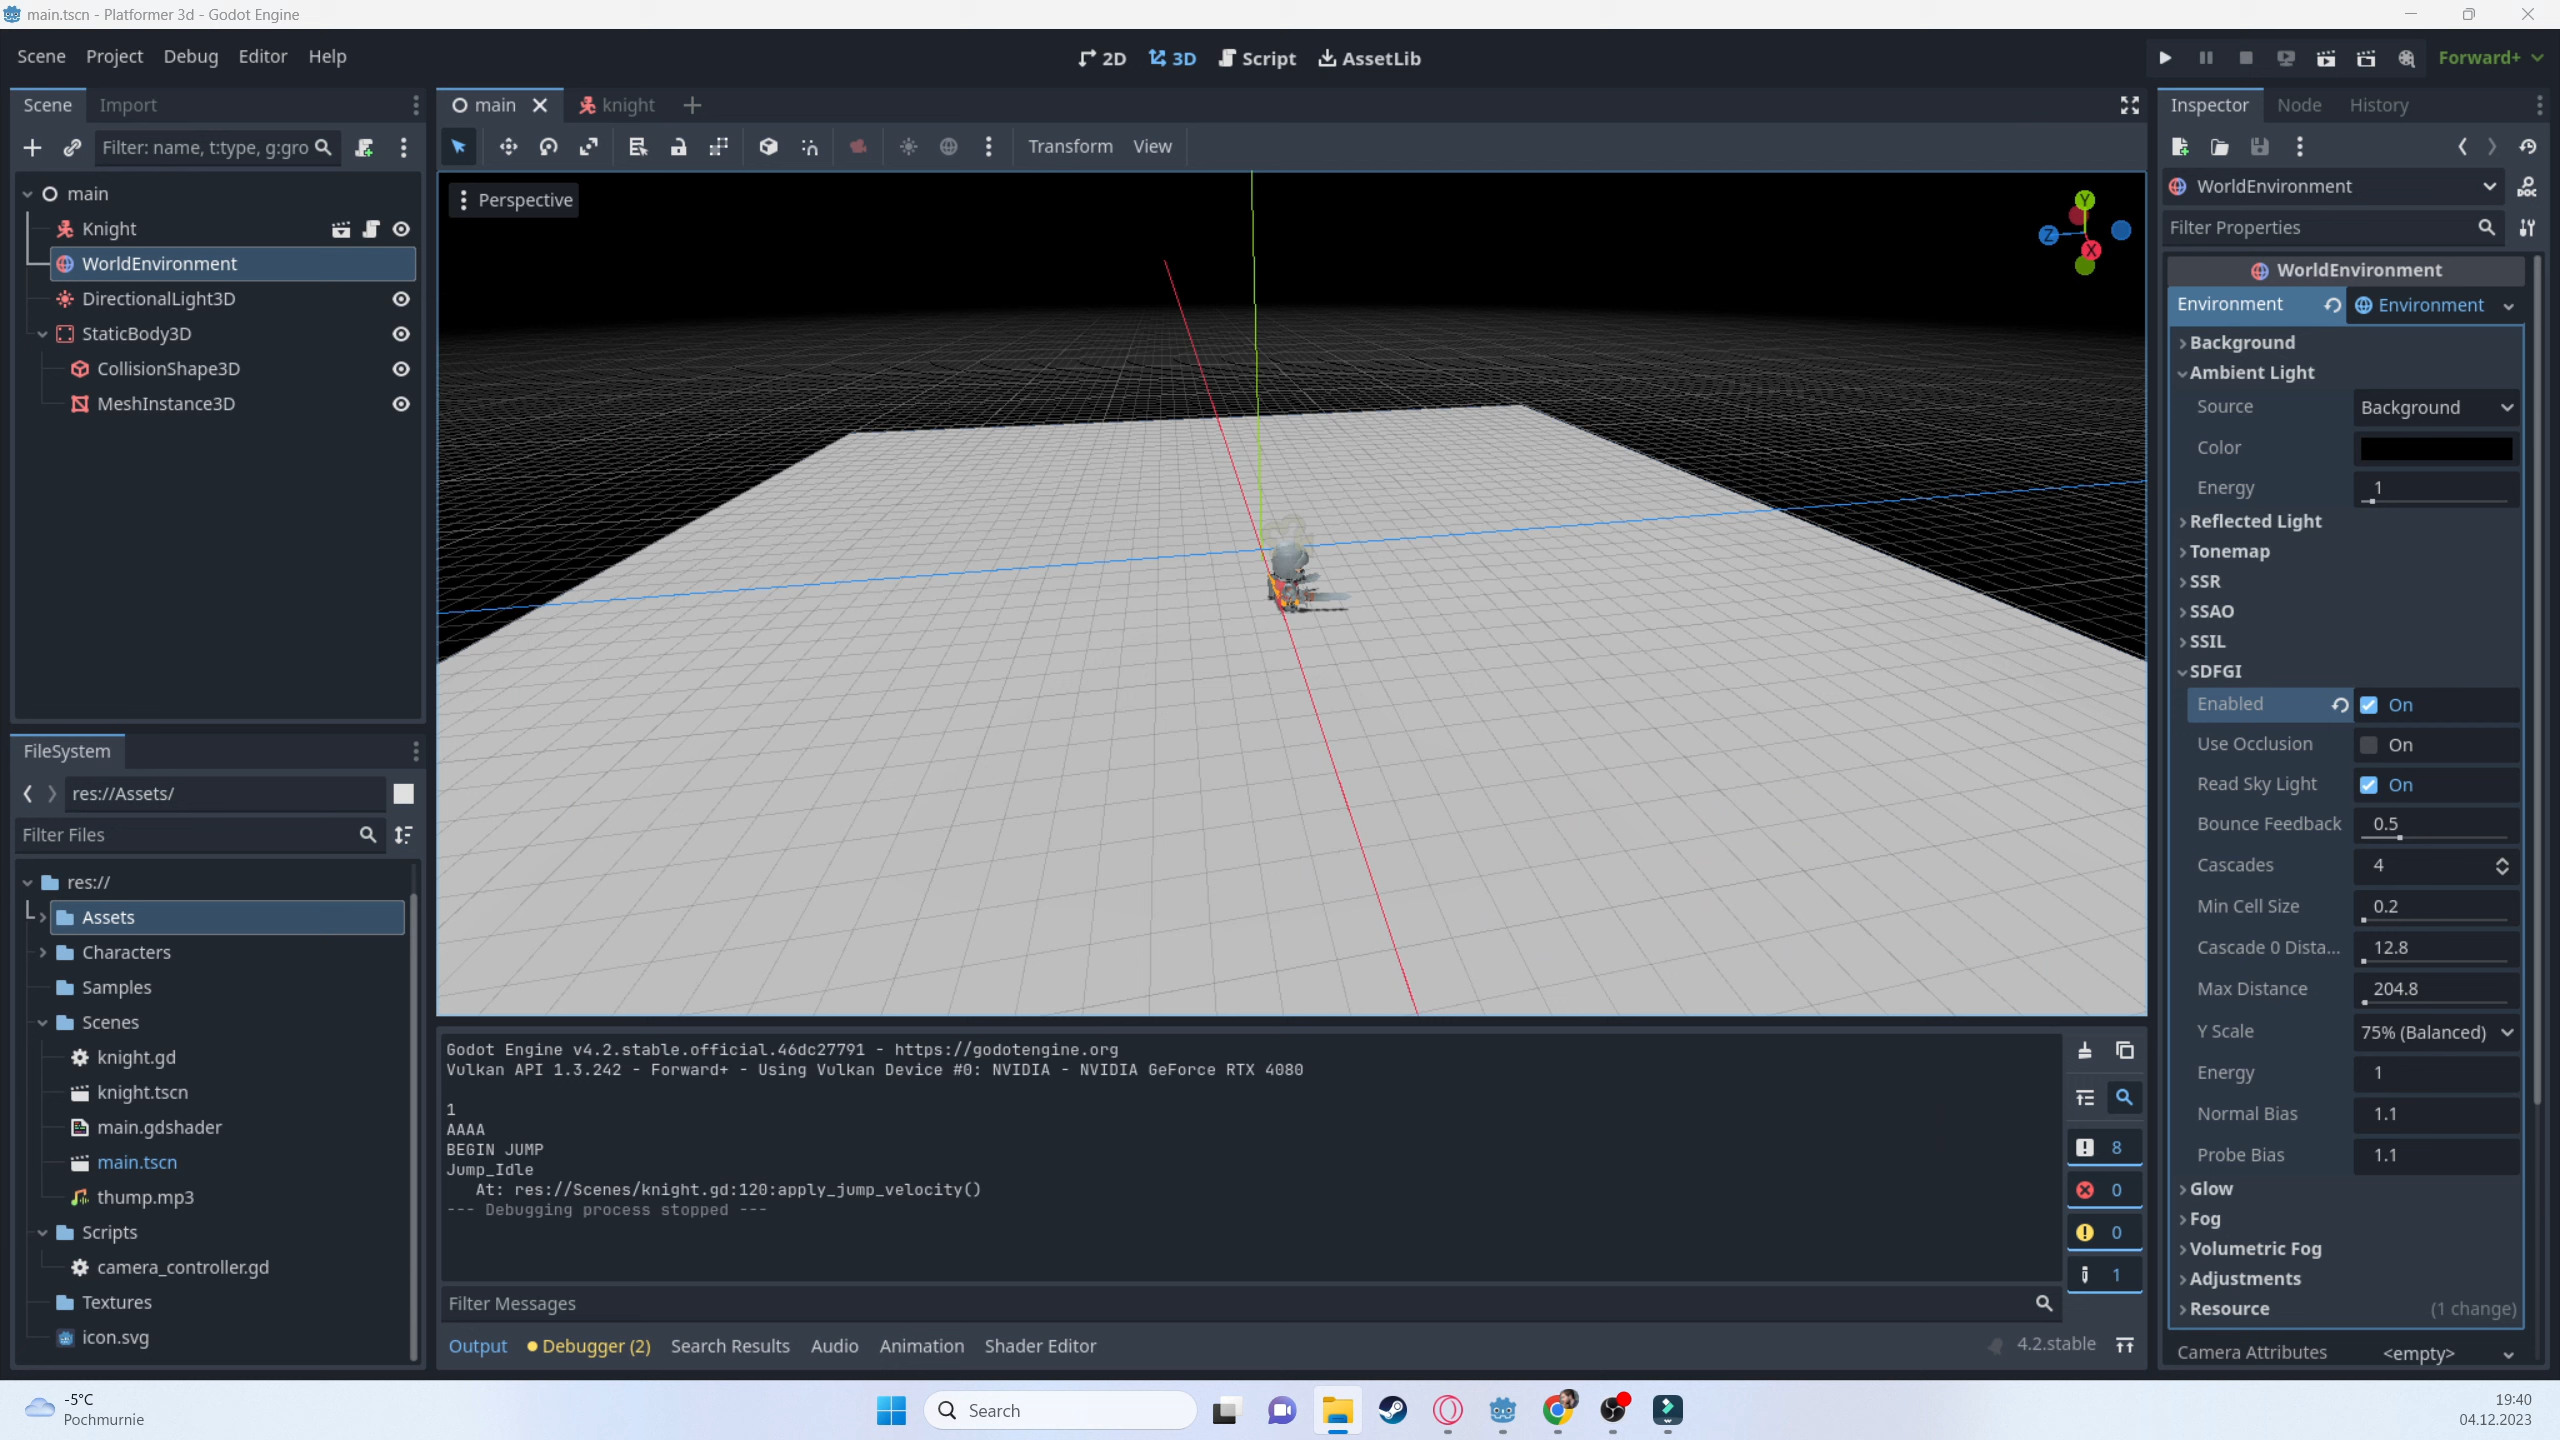 main.tscn - Platformer 3d - Godot Engine
Scene Project Debug Editor Help
2D 3D Script AssetLib
Forward+
Scene Import
main knight
Inspector Node History
Filter: name, t:type, g:gro
Transform View
WorldEnvironment
Filter Properties
main
Knight
WorldEnvironment
DirectionalLight3D
StaticBody3D
CollisionShape3D
MeshInstance3D
Perspective
Y
Z
X
WorldEnvironment
Environment Environment
Background
Ambient Light
Source Background
Color
Energy 1
Reflected Light
Tonemap
SSR
SSAO
SSIL
SDFGI
Enabled On
Use Occlusion On
Read Sky Light On
Bounce Feedback 0.5
Cascades 4
Min Cell Size 0.2
Cascade 0 Dista... 12.8
Max Distance 204.8
Y Scale 75% (Balanced)
Energy 1
Normal Bias 1.1
Probe Bias 1.1
Glow
Fog
Volumetric Fog
Adjustments
Resource (1 change)
Camera Attributes <empty>
FileSystem
res://Assets/
Filter Files
res://
Assets
Characters
Samples
Scenes
knight.gd
knight.tscn
main.gdshader
main.tscn
thump.mp3
Scripts
camera_controller.gd
Textures
icon.svg
Godot Engine v4.2.stable.official.46dc27791 - https://godotengine.org
Vulkan API 1.3.242 - Forward+ - Using Vulkan Device #0: NVIDIA - NVIDIA GeForce RTX 4080
1
AAAA
BEGIN JUMP
Jump_Idle
At: res://Scenes/knight.gd:120:apply_jump_velocity()
--- Debugging process stopped ---
8
0
0
1
Filter Messages
Output Debugger (2) Search Results Audio Animation Shader Editor
4.2.stable
-5°C
Pochmurnie
Search
19:40
04.12.2023